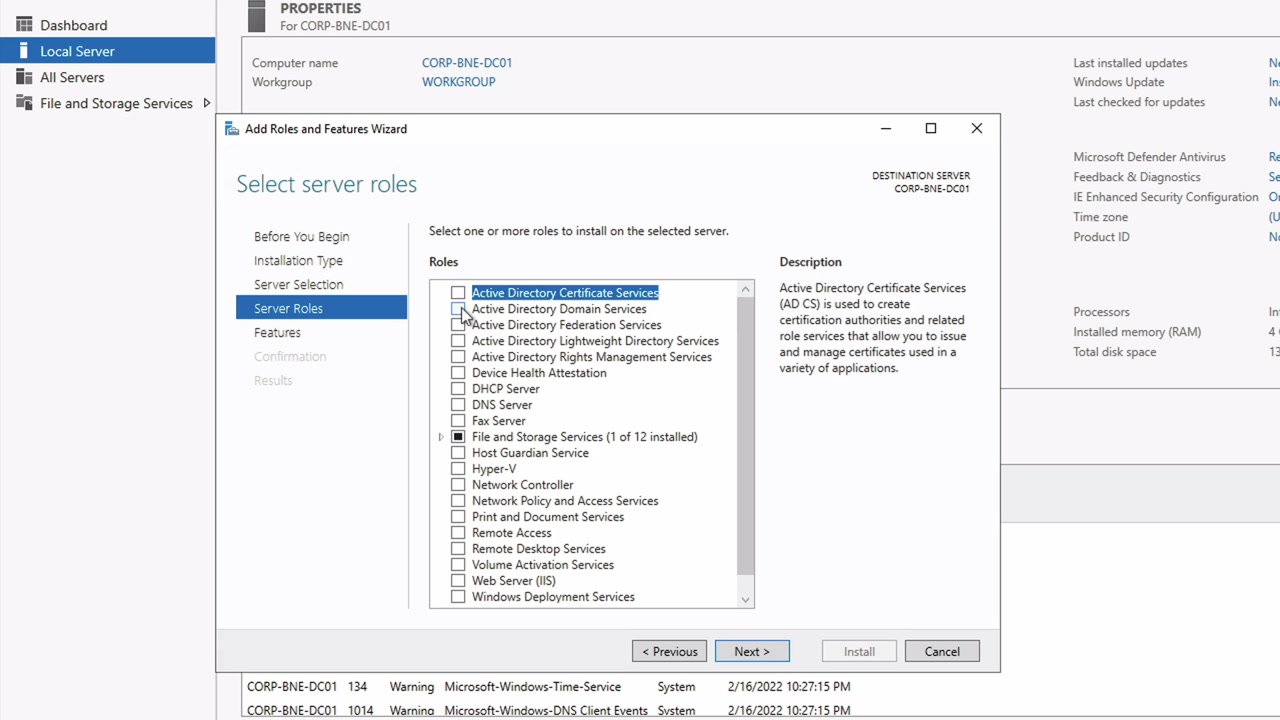 Dashboard
Local Server
All Servers
File and Storage Services
PROPERTIES
For CORP-BNE-DC01
Computer name CORP-BNE-DC01
Workgroup WORKGROUP
Last installed updates
Windows Update
Last checked for updates
Microsoft Defender Antivirus
Feedback & Diagnostics
IE Enhanced Security Configuration
Time zone
Product ID
Processors
Installed memory (RAM)
Total disk space
Add Roles and Features Wizard
Select server roles
DESTINATION SERVER
CORP-BNE-DC01
Before You Begin
Installation Type
Server Selection
Server Roles
Features
Confirmation
Results
Select one or more roles to install on the selected server.
Roles
Active Directory Certificate Services
Active Directory Domain Services
Active Directory Federation Services
Active Directory Lightweight Directory Services
Active Directory Rights Management Services
Device Health Attestation
DHCP Server
DNS Server
Fax Server
File and Storage Services (1 of 12 installed)
Host Guardian Service
Hyper-V
Network Controller
Network Policy and Access Services
Print and Document Services
Remote Access
Remote Desktop Services
Volume Activation Services
Web Server (IIS)
Windows Deployment Services
Description
Active Directory Certificate Services
(AD CS) is used to create
certification authorities and related
role services that allow you to issue
and manage certificates used in a
variety of applications.
< Previous
Next >
Install
Cancel
CORP-BNE-DC01 134 Warning Microsoft-Windows-Time-Service System 2/16/2022 10:27:15 PM
CORP-BNE-DC01 1014 Warning Microsoft-Windows-DNS Client Events System 2/16/2022 10:27:15 PM